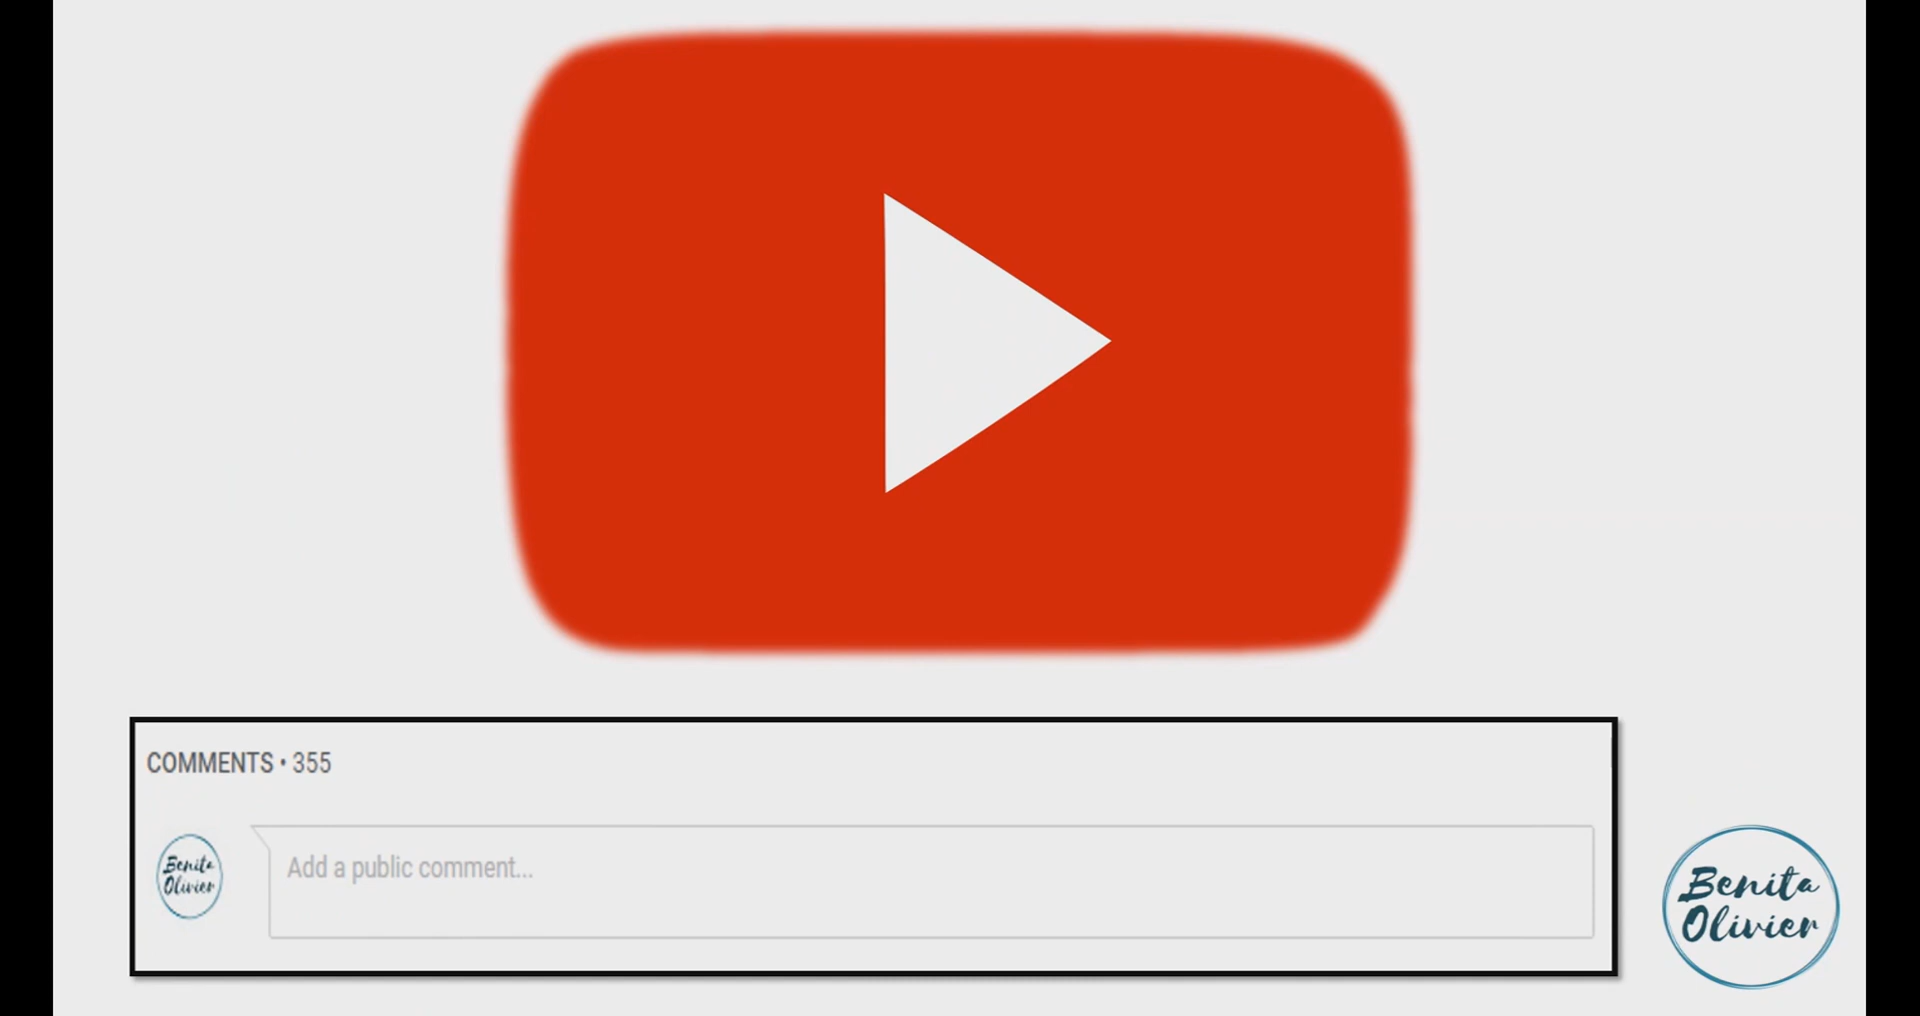 COMMENTS • 355
Benita
Olivier
Add a public comment...
Benita
Olivier